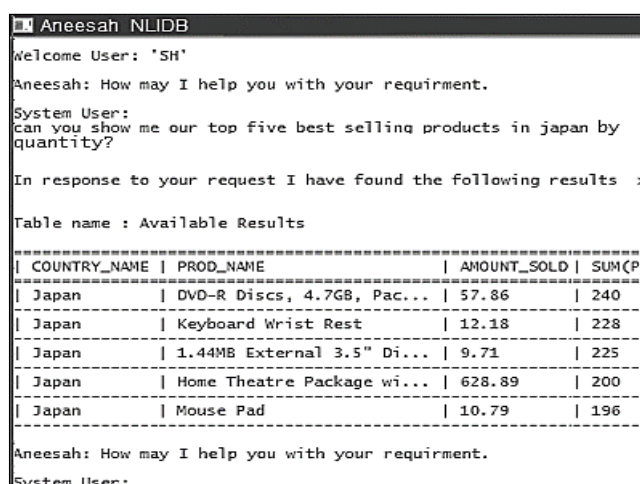 Aneesah NLIDB
Welcome User: 'SH'
Aneesah: How may I help you with your requirment.
System User:
can you show me our top five best selling products in japan by
quantity?
In response to your request I have found the following results :
Table name : Available Results
| COUNTRY_NAME | PROD_NAME | AMOUNT_SOLD | SUM(P
| Japan | DVD-R Discs, 4.7GB, Pac... | 57.86 | 240
| Japan | Keyboard Wrist Rest | 12.18 | 228
| Japan | 1.44MB External 3.5" Di... | 9.71 | 225
| Japan | Home Theatre Package wi... | 628.89 | 200
| Japan | Mouse Pad | 10.79 | 196
Aneesah: How may I help you with your requirment.
System User: